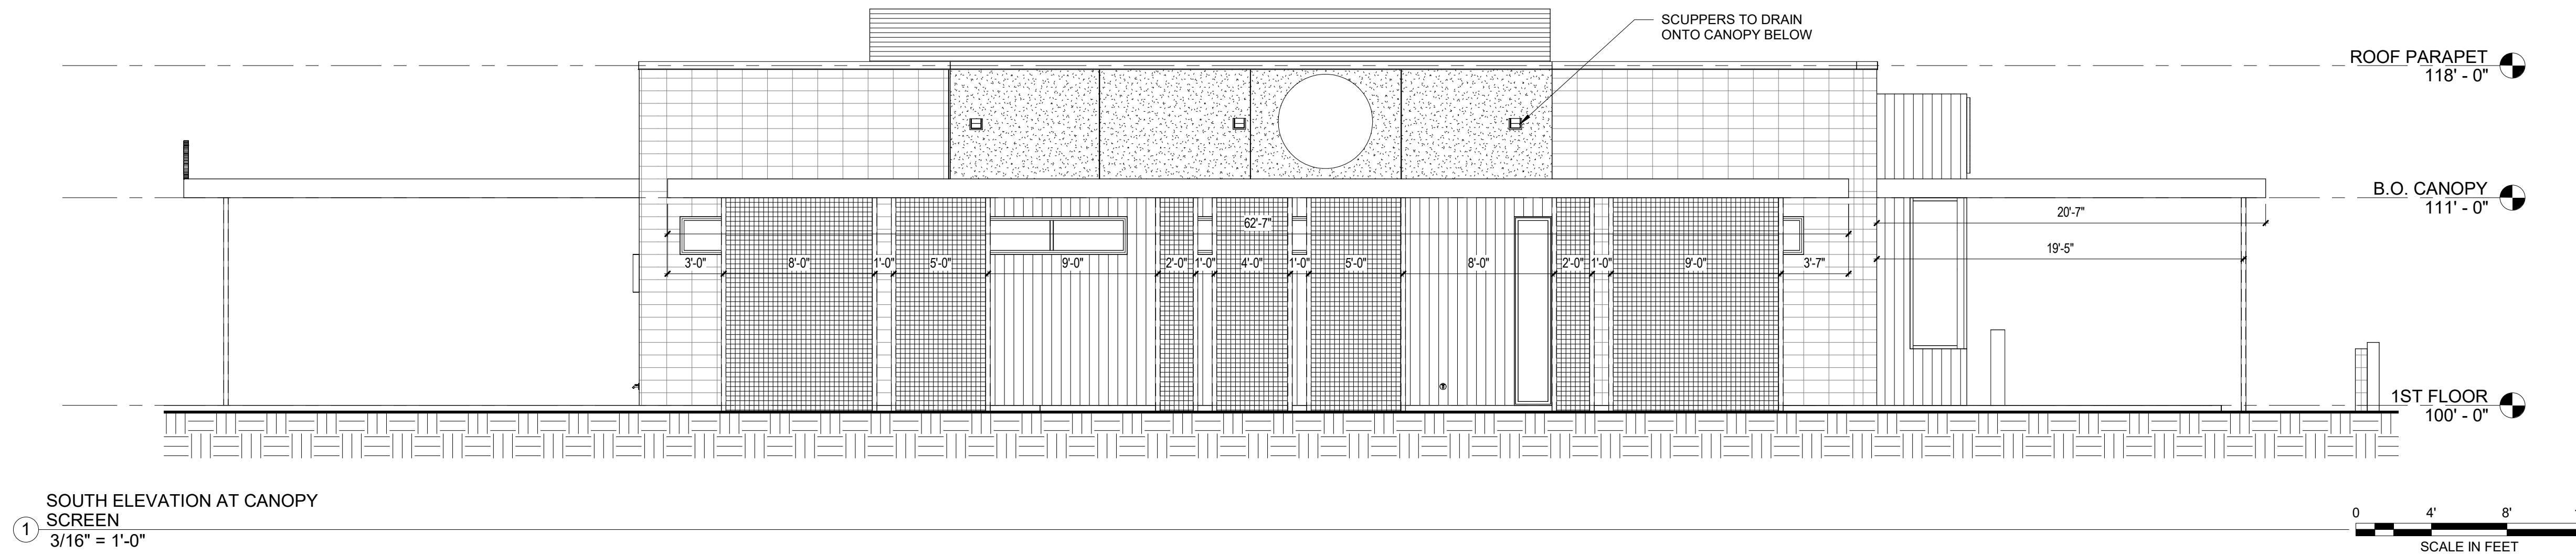 SCUPPERS TO DRAIN
ONTO CANOPY BELOW
ROOF PARAPET
118' - 0"
B.O. CANOPY
111' - 0"
20'-7"
62'-7"
19'-5"
3'-0" 8'-0" 1'-0" 5'-0" 9'-0" 2'-0" 1'-0" 4'-0" 1'-0" 5'-0" 8'-0" 2'-0" 1'-0" 9'-0" 3'-7"
1ST FLOOR
100' - 0"
SOUTH ELEVATION AT CANOPY
SCREEN
1
3/16" = 1'-0"
0 4' 8'
SCALE IN FEET